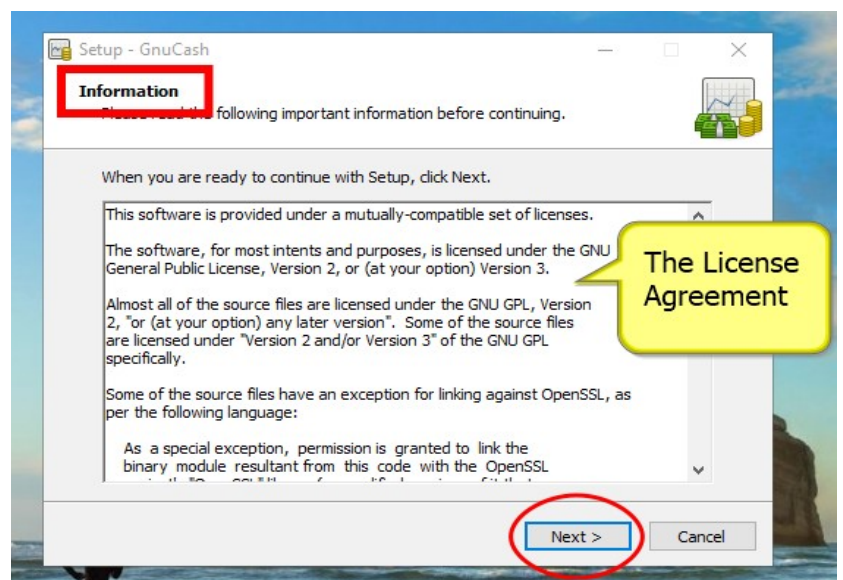 Setup - GnuCash
Information
Please read the following important information before continuing.
When you are ready to continue with Setup, click Next.
This software is provided under a mutually-compatible set of licenses.
The software, for most intents and purposes, is licensed under the GNU
General Public License, Version 2, or (at your option) Version 3.
The License
Agreement
Almost all of the source files are licensed under the GNU GPL, Version
2, "or (at your option) any later version".  Some of the source files
are licensed under "Version 2 and/or Version 3" of the GNU GPL
specifically.
Some of the source files have an exception for linking against OpenSSL, as
per the following language:
As  a special exception,  permission is  granted to  link the
binary  module  resultant from  this  code  with the  OpenSSL
Next >
Cancel